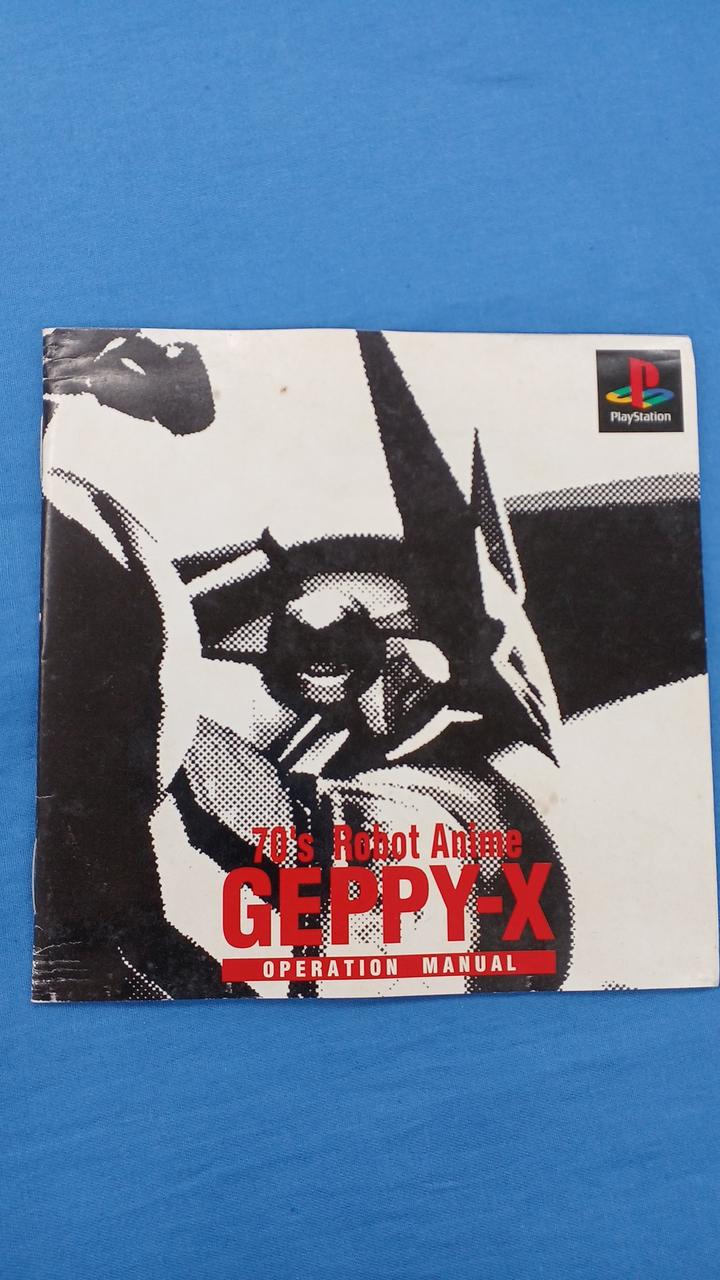 PlayStation
70's Robot Anime
GEPPY-X
OPERATION MANUAL